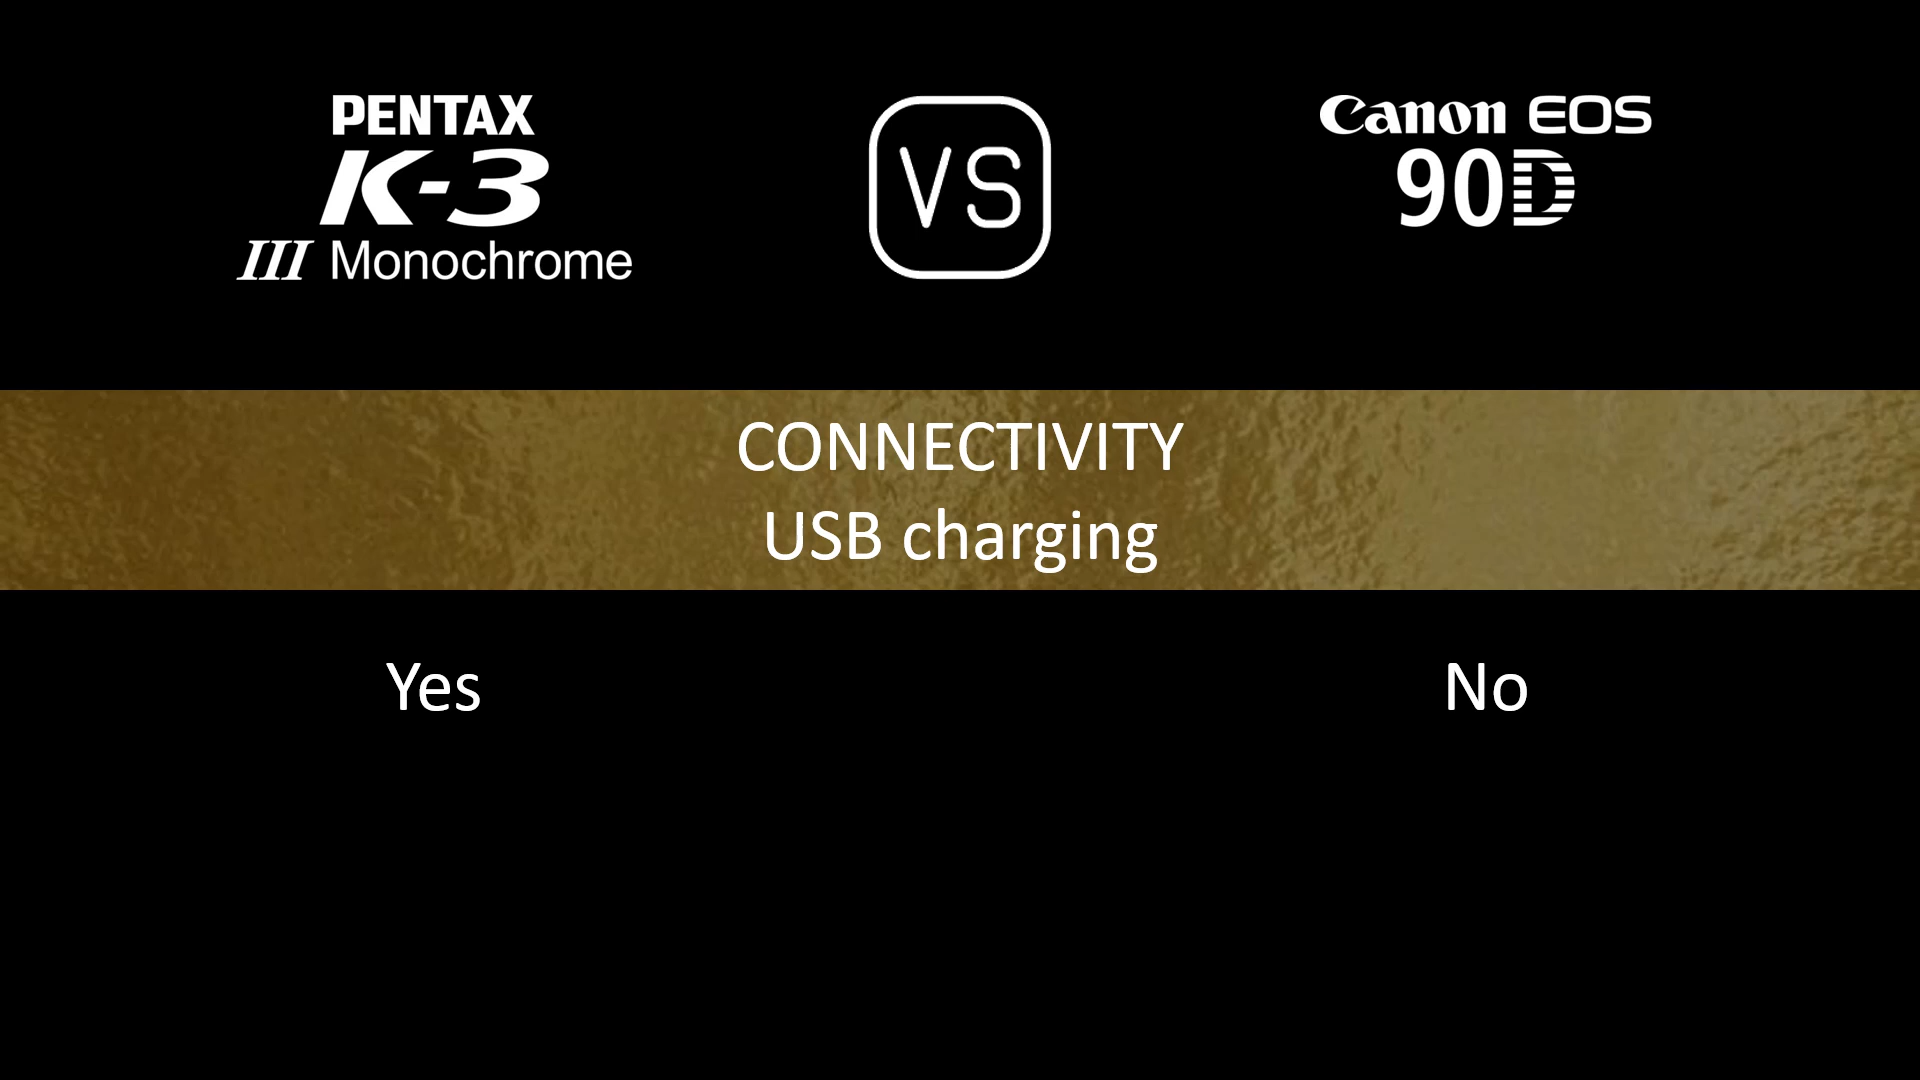 PENTAX
K-3
III Monochrome
VS
Canon EOS
90D
CONNECTIVITY
USB charging
Yes
No